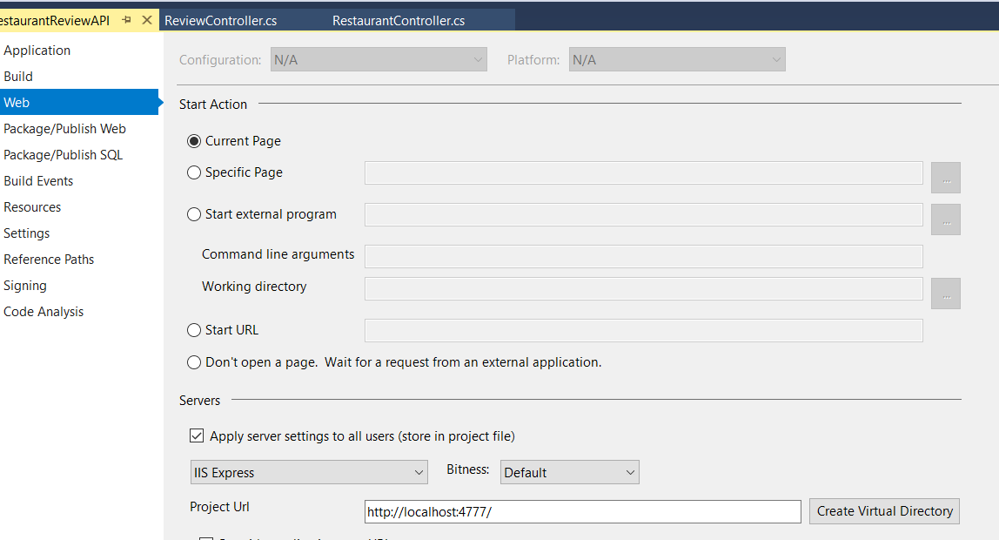 estaurantReviewAPI ReviewController.cs RestaurantController.cs
Application
Build
Web
Package/Publish Web
Package/Publish SQL
Build Events
Resources
Settings
Reference Paths
Signing
Code Analysis
Configuration: N/A Platform: N/A
Start Action
Current Page
Specific Page ...
Start external program ...
Command line arguments
Working directory ...
Start URL
Don't open a page. Wait for a request from an external application.
Servers
Apply server settings to all users (store in project file)
IIS Express Bitness: Default
Project Url http://localhost:4777/ Create Virtual Directory